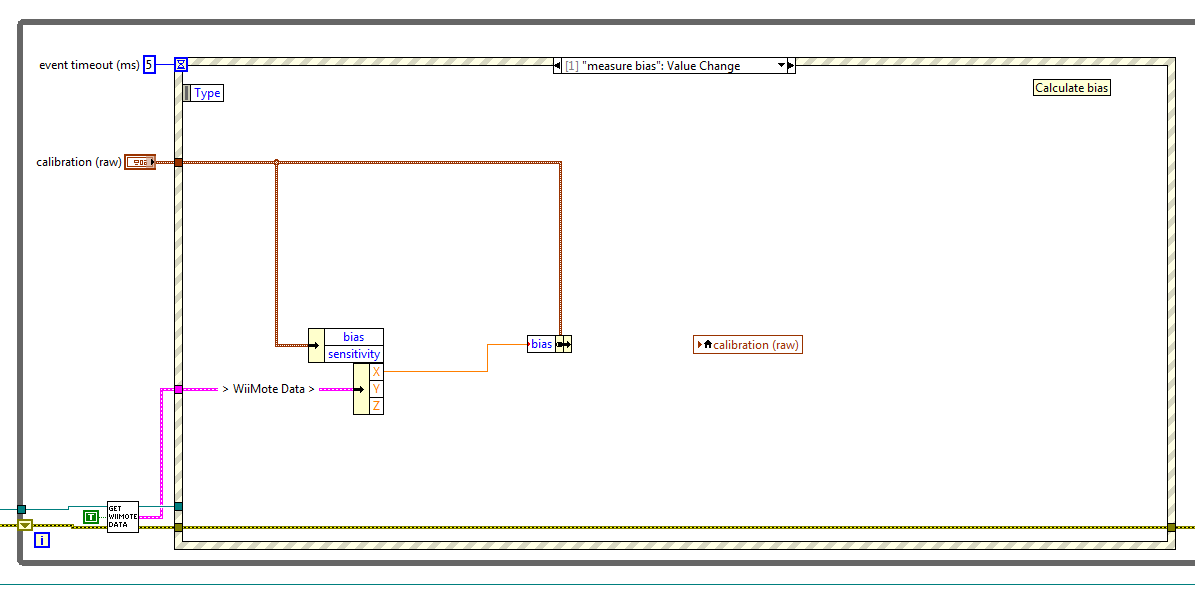 event timeout (ms) 5
[1] "measure bias": Value Change
Type
Calculate bias
calibration (raw)
bias
sensitivity
bias
calibration (raw)
X
> WiiMote Data >
Y
Z
GET
WIIMOTE
DATA
T
i